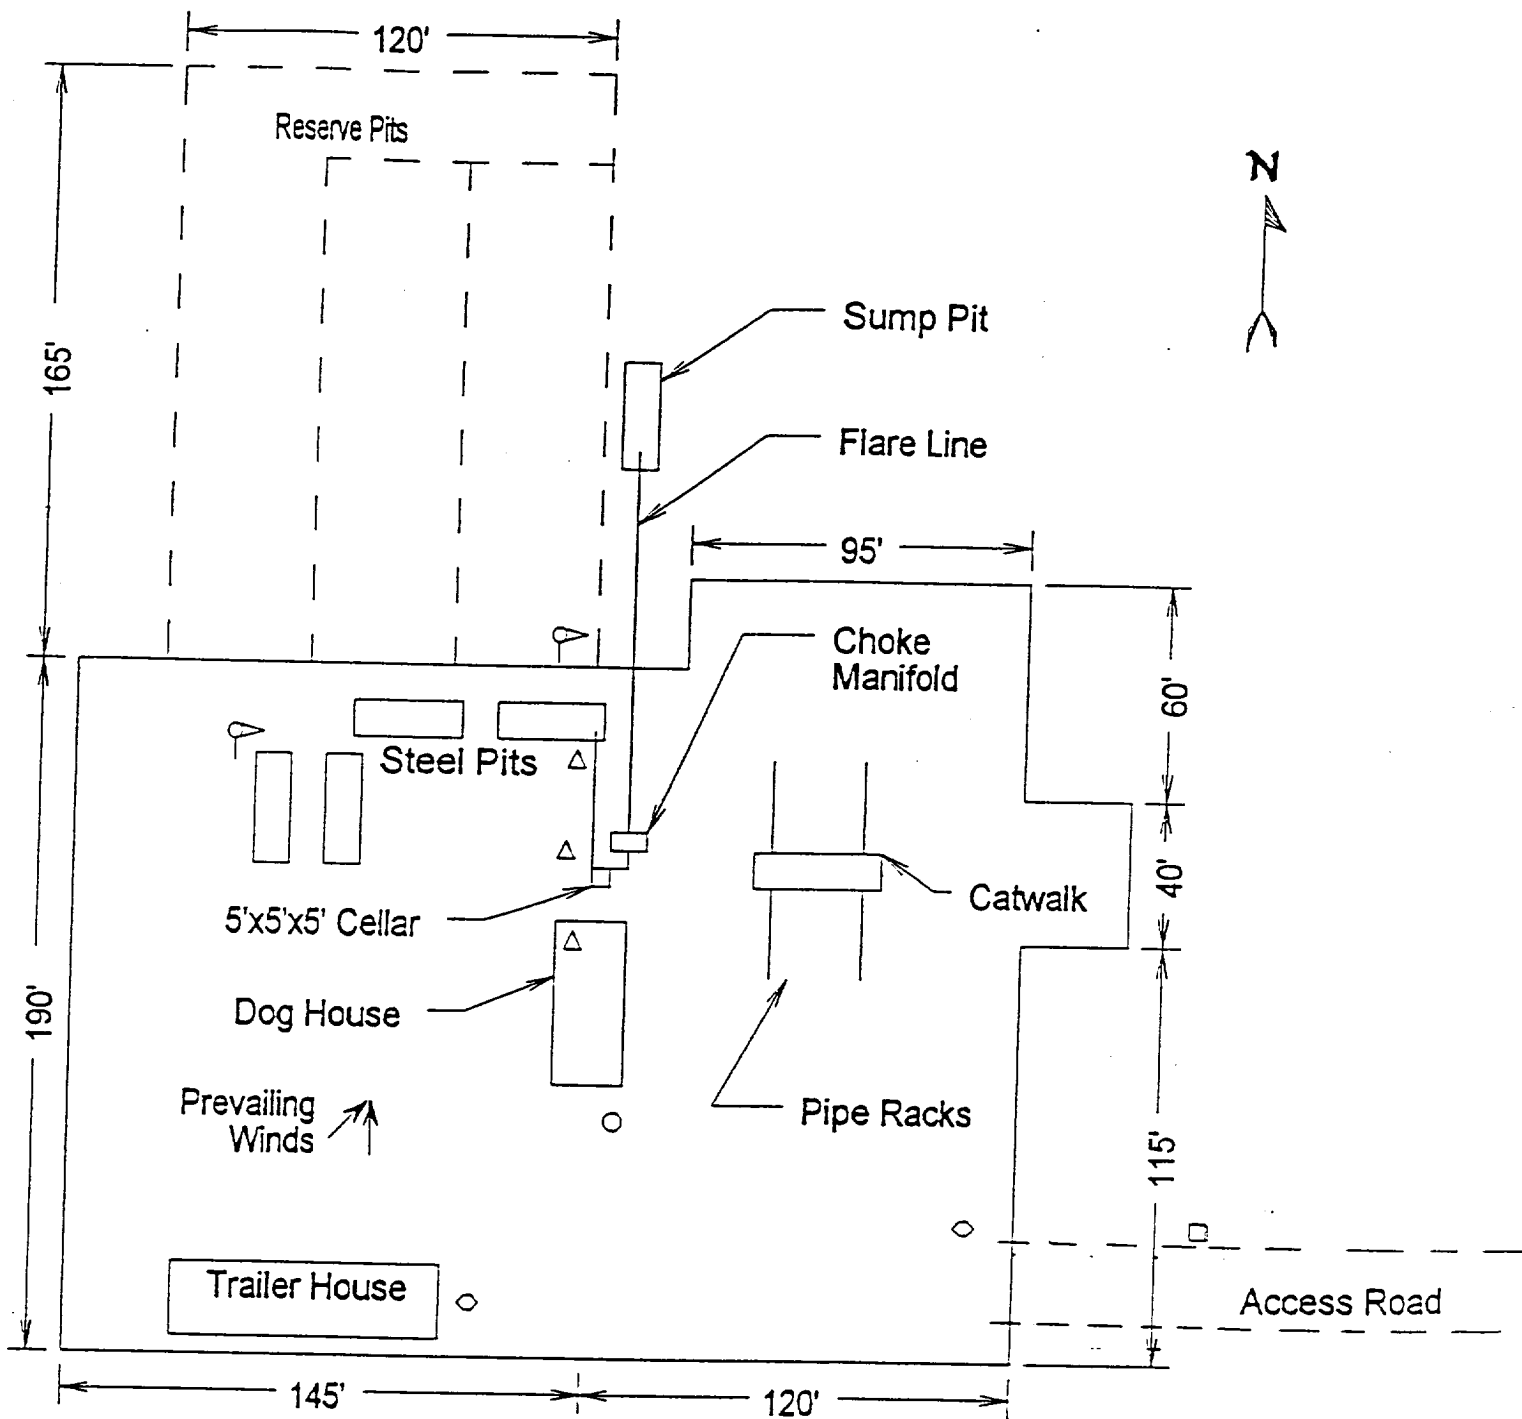 120'
Reserve Pits
N
Sump Pit
165'
Flare Line
95'
Choke
Manifold
60'
Steel Pits
40'
Catwalk
5'x5'x5' Cellar
190'
Dog House
Prevailing
Winds
Pipe Racks
115'
Trailer House
Access Road
145'
120'